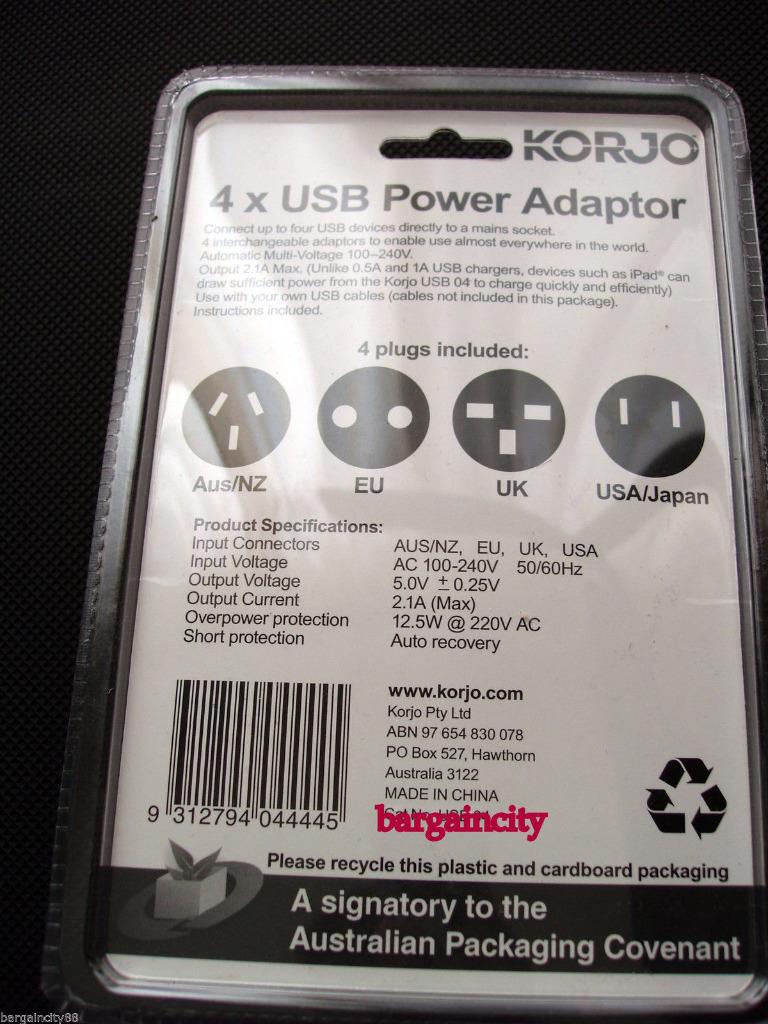 KORJO
4 x USB Power Adaptor
Connect up to four USB devices directly to a mains socket.
4 interchangeable adaptors to enable use almost everywhere in the world.
Automatic Multi-Voltage 100–240V.
Output 2.1A Max. (Unlike 0.5A and 1A USB chargers, devices such as iPad® can
draw sufficient power from the Korjo USB 04 to charge quickly and efficiently)
Use with your own USB cables (cables not included in this package).
Instructions included.
4 plugs included:
Aus/NZ EU UK USA/Japan
Product Specifications:
Input Connectors AUS/NZ, EU, UK, USA
Input Voltage AC 100-240V 50/60Hz
Output Voltage 5.0V ± 0.25V
Output Current 2.1A (Max)
Overpower protection 12.5W @ 220V AC
Short protection Auto recovery
www.korjo.com
Korjo Pty Ltd
ABN 97 654 830 078
PO Box 527, Hawthorn
Australia 3122
MADE IN CHINA
bargaincity
9 312794 044445
Please recycle this plastic and cardboard packaging
A signatory to the
Australian Packaging Covenant
bargaincity88